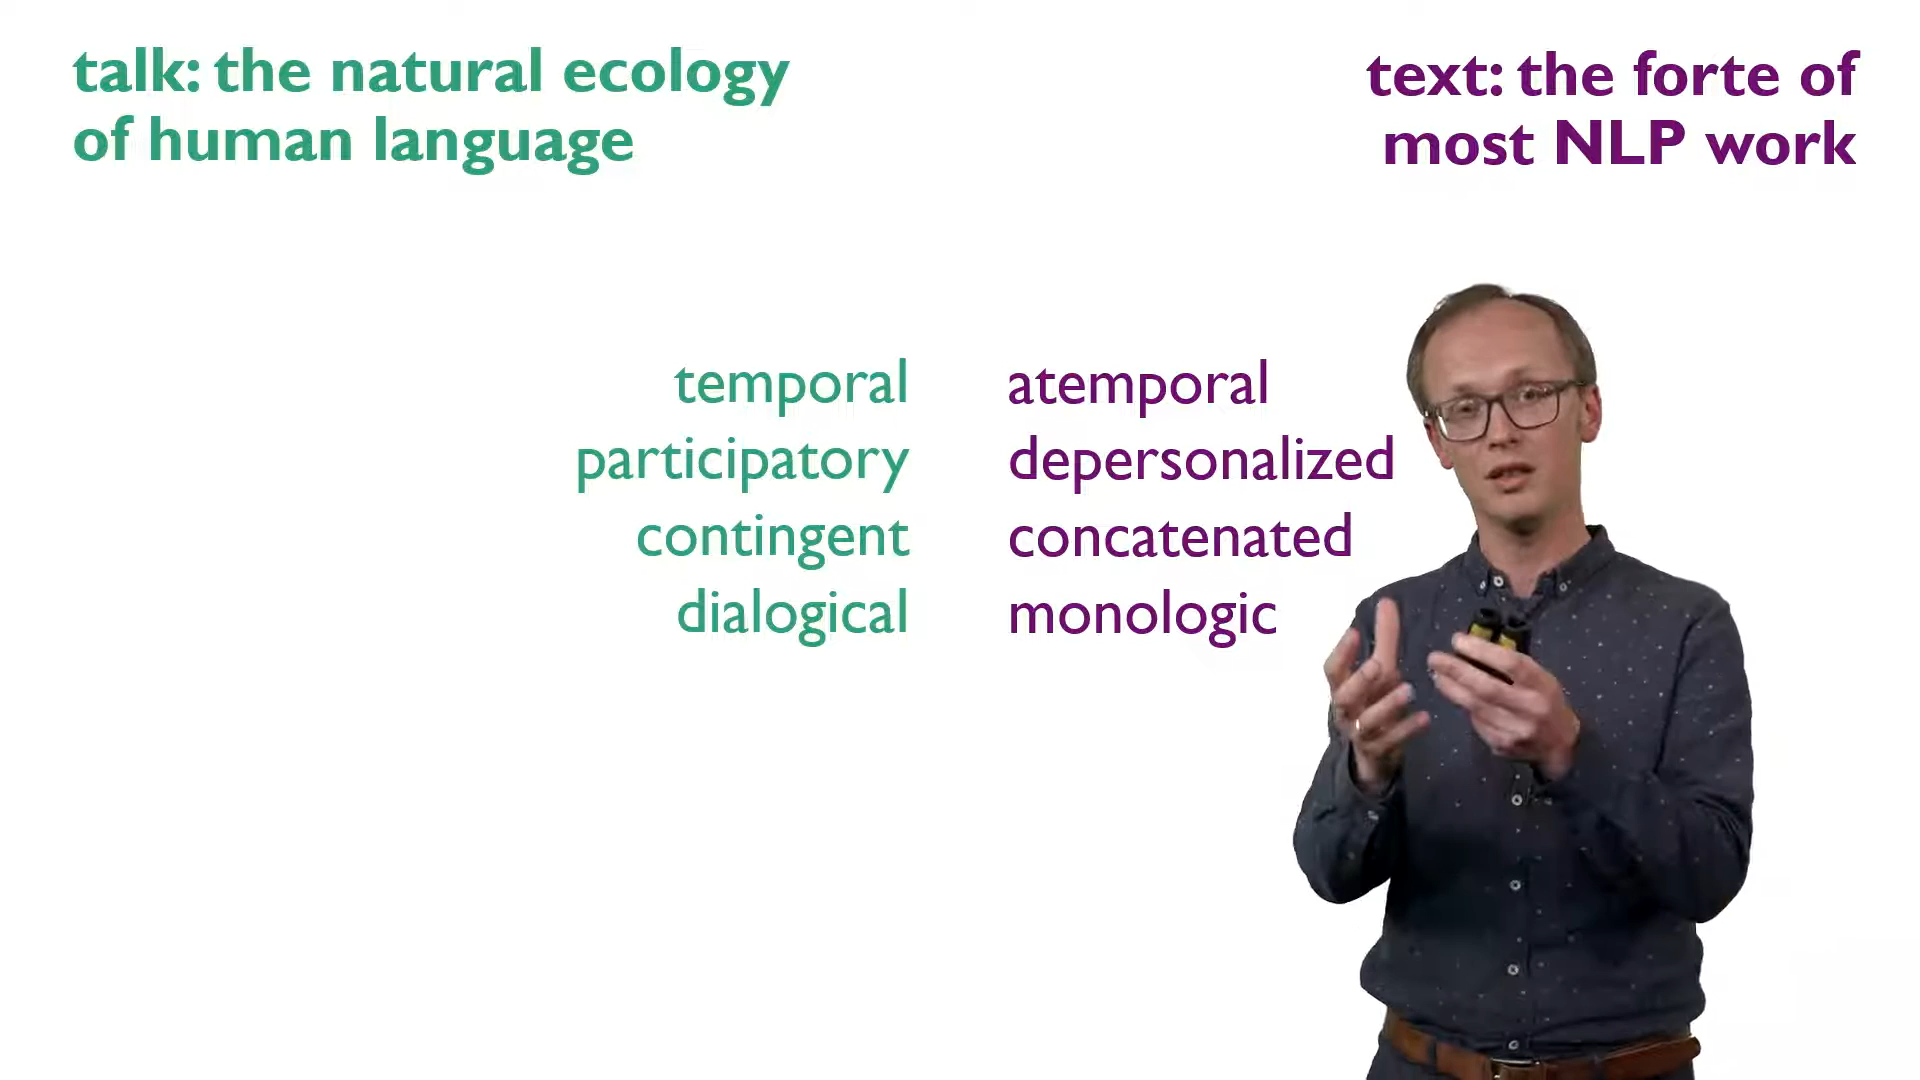 talk: the natural ecology
of human language
text: the forte of
most NLP work
temporal
participatory
contingent
dialogical
atemporal
depersonalized
concatenated
monologic